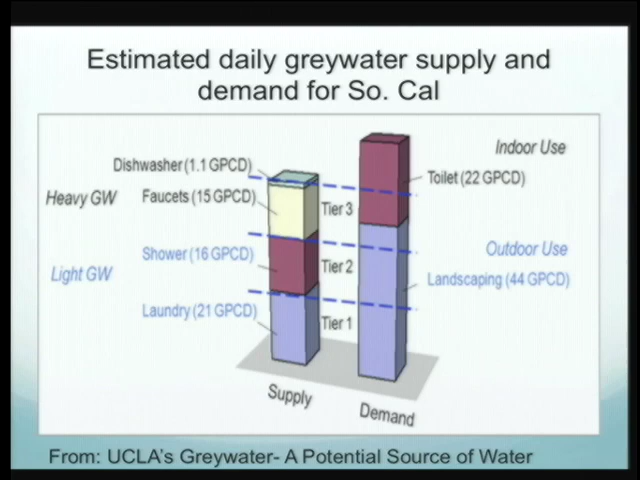 Estimated daily greywater supply and
demand for So. Cal
Indoor Use
Dishwasher (1.1 GPCD)
Toilet (22 GPCD)
Heavy GW
Faucets (15 GPCD)
Tier 3
Outdoor Use
Shower (16 GPCD)
Light GW
Tier 2
Landscaping (44 GPCD)
Laundry (21 GPCD)
Tier 1
Supply
Demand
From: UCLA's Greywater- A Potential Source of Water